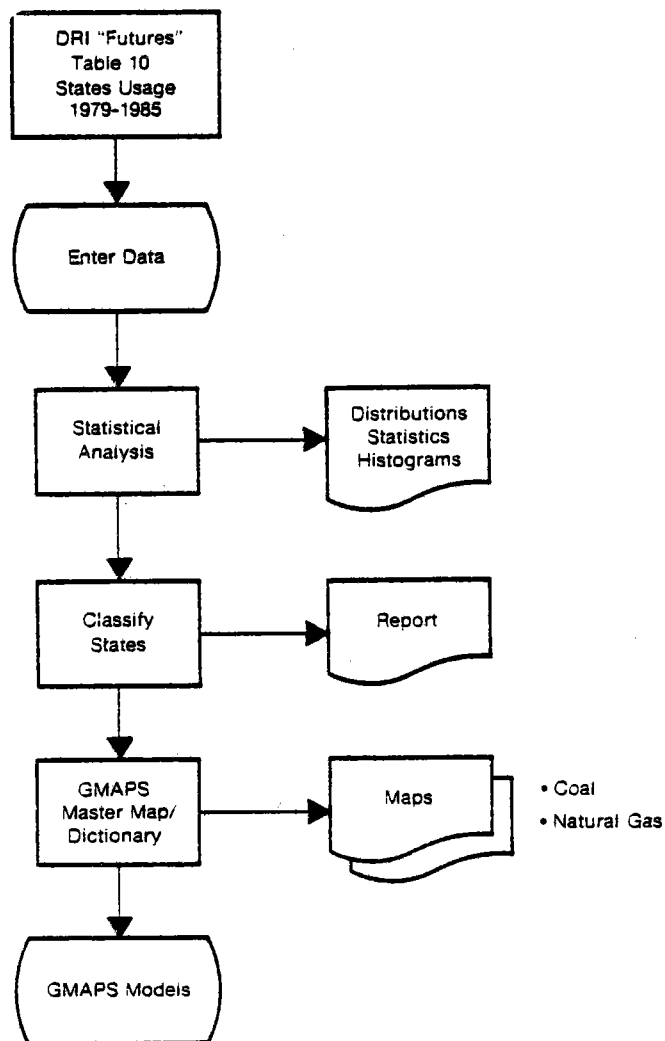 DRI “Futures”
Table 10
States Usage
1979-1985
Enter Data
Statistical
Analysis
Distributions
Statistics
Histograms
Classify
States
Report
GMAPS
Master Map/
Dictionary
Maps
• Coal
• Natural Gas
GMAPS Models